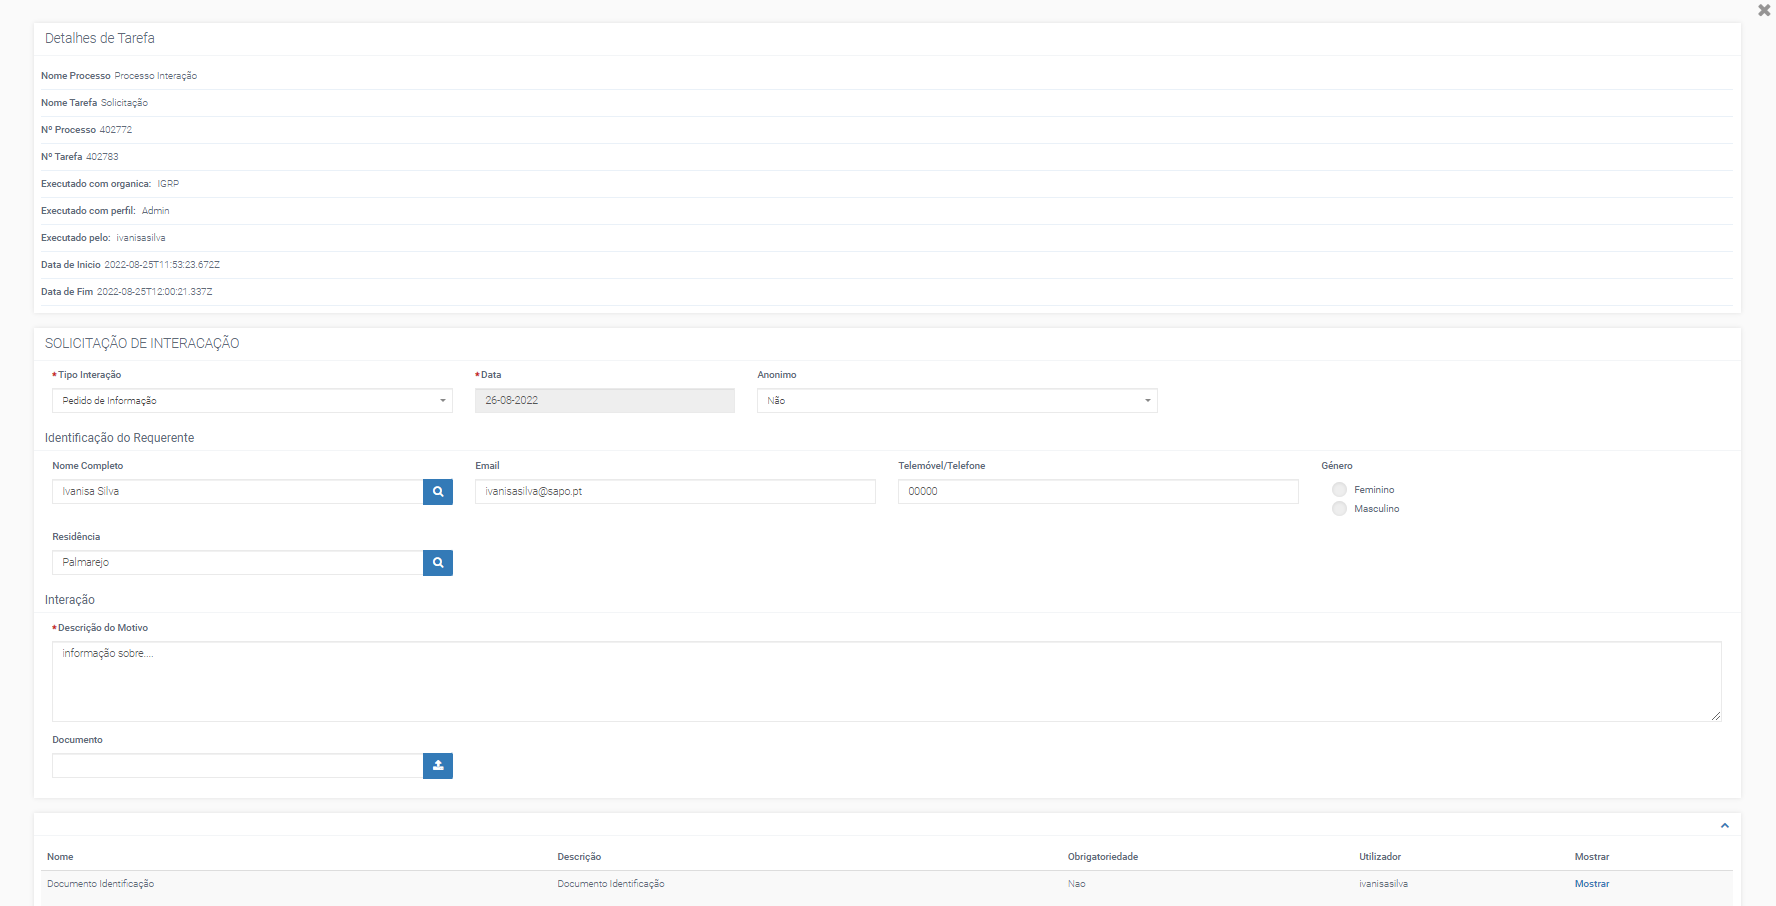 Detalhes de Tarefa
Nome Processo Processo Interação
Nome Tarefa Solicitação
Nº Processo 402772
Nº Tarefa 402783
Executado com organica: IGRP
Executado com perfil: Admin
Executado pelo: ivanisasilva
Data de Inicio 2022-08-25T11:53:23.672Z
Data de Fim 2022-08-25T12:00:21.337Z
SOLICITAÇÃO DE INTERACAÇÃO
*Tipo Interação *Data Anonimo
Pedido de Informação 26-08-2022 Não
Identificação do Requerente
Nome Completo Email Telemóvel/Telefone Género
Ivanisa Silva ivanisasilva@sapo.pt 00000 Feminino
Masculino
Residência
Palmarejo
Interação
*Descrição do Motivo
informação sobre....
Documento
Nome Descrição Obrigatoriedade Utilizador Mostrar
Documento Identificação Documento Identificação Nao ivanisasilva Mostrar